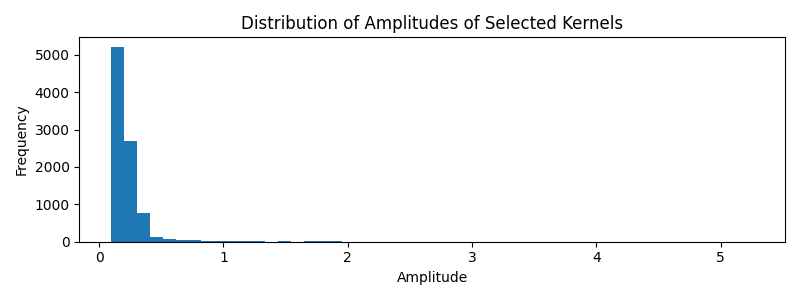 Distribution of Amplitudes of Selected Kernels
5000
4000
3000
2000
1000
0
Frequency
0 1 2 3 4 5
Amplitude